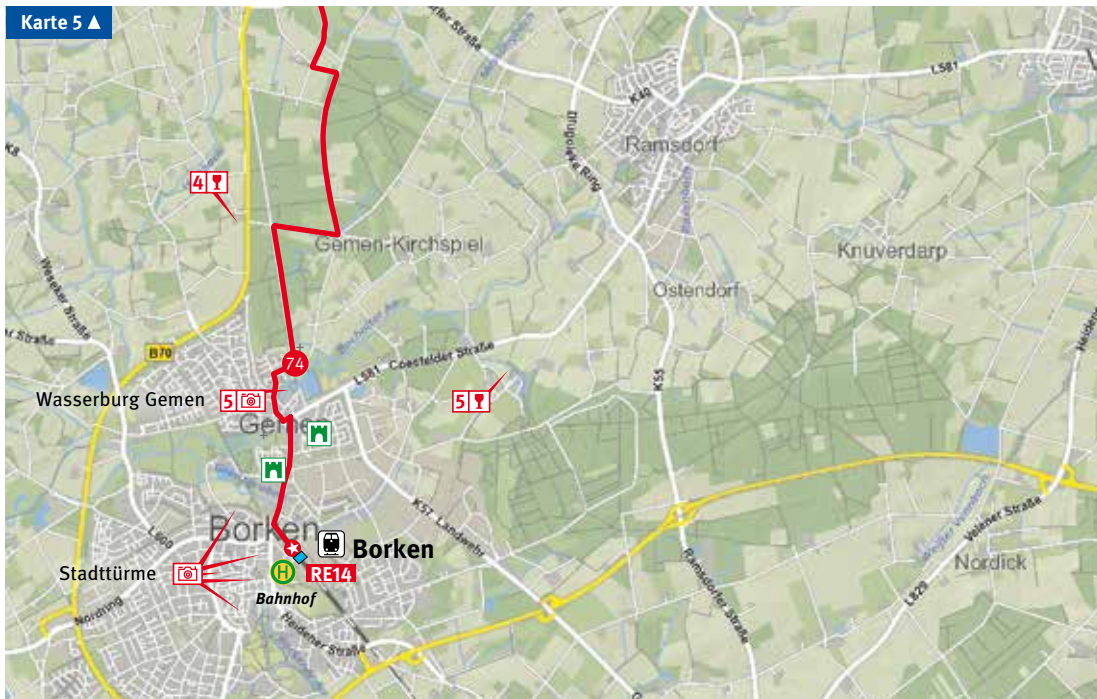 Karte 5 ▲
K8
L581
K40
Ramsdorf
4
Gemen-Kirchspiel
Knüverdarp
Weseker Straße
Ostendorf
B70
74
L581 Coesfelder Straße
K55
Wasserburg Gemen
5
5
Gemen
K57 Landwehr
L600
Borken
Borken
RE14
H
Bahnhof
Stadttürme
Nordring
Heidener Straße
Ramsdorfer Straße
Velener Straße
Nordick
L829